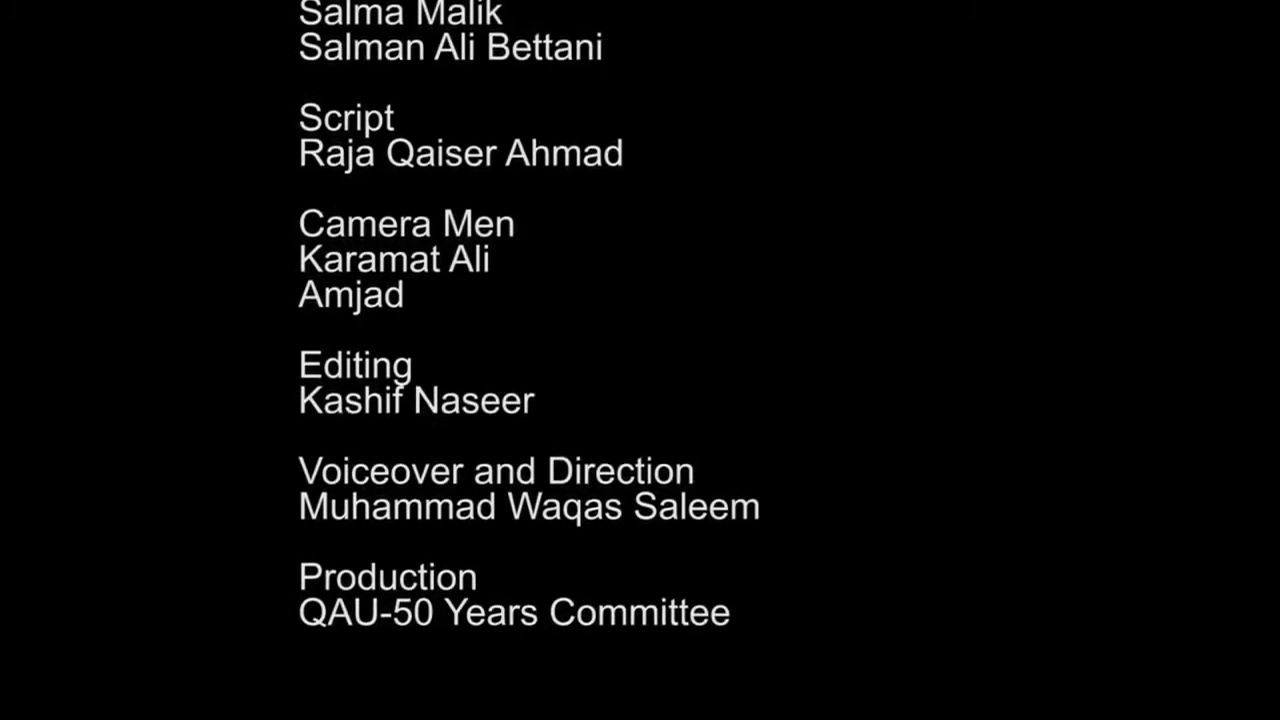 Salma Malik
Salman Ali Bettani
Script
Raja Qaiser Ahmad
Camera Men
Karamat Ali
Amjad
Editing
Kashif Naseer
Voiceover and Direction
Muhammad Waqas Saleem
Production
QAU-50 Years Committee